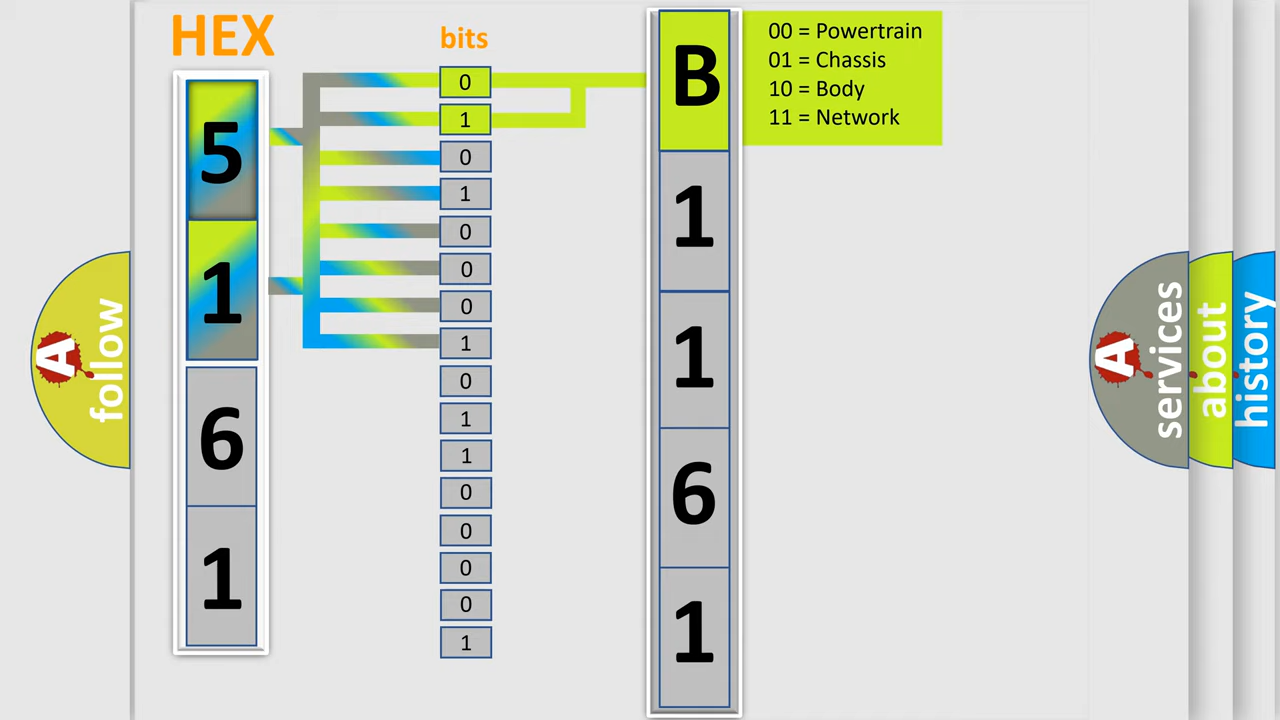 HEX
bits
5
1
6
1
0
1
0
1
0
0
0
1
0
1
1
0
0
0
0
1
B
1
1
6
1
00 = Powertrain
01 = Chassis
10 = Body
11 = Network
A
follow
A
services
about
history